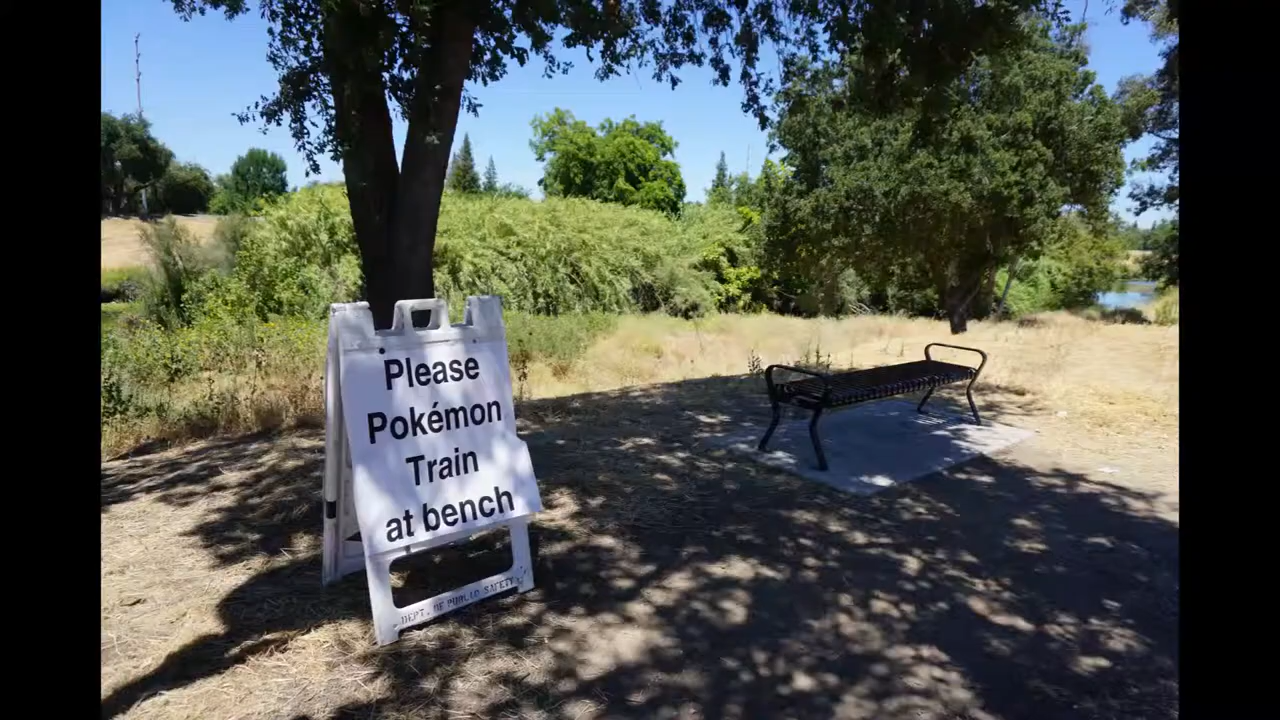 Please
Pokémon
Train
at bench
DEPT. OF PUBLIC SAFETY